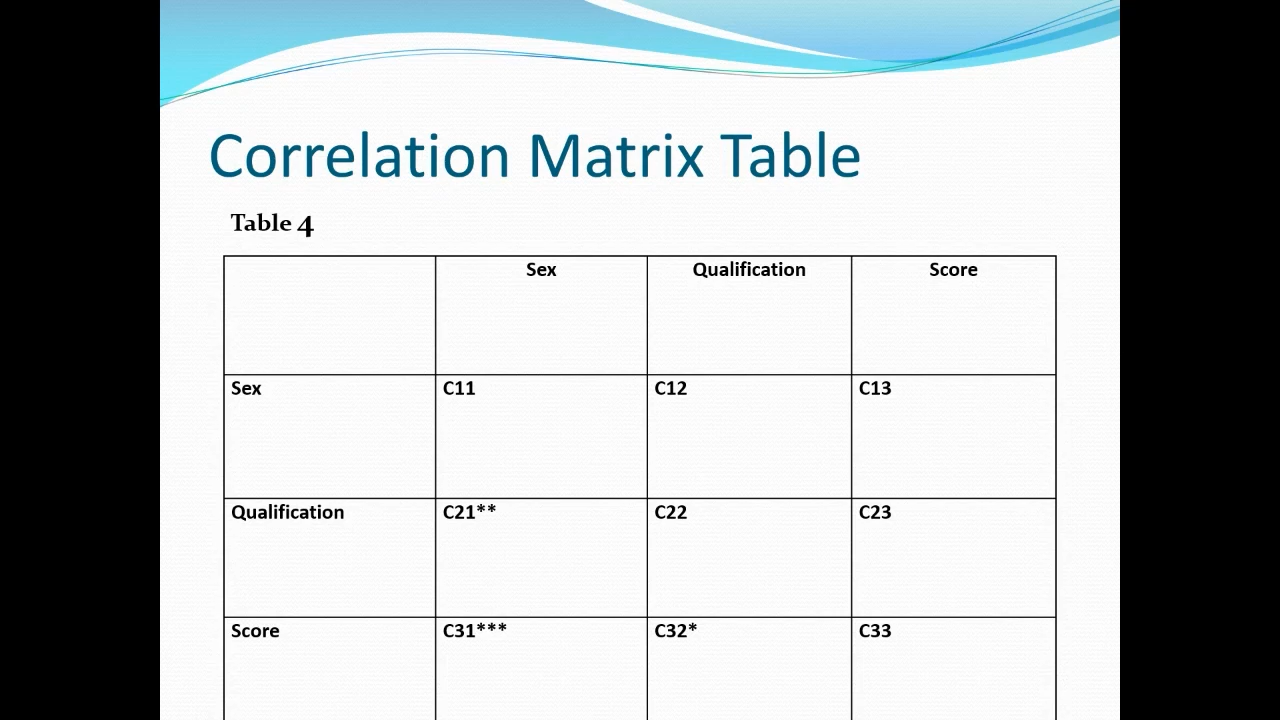 Correlation Matrix Table
Table 4
Sex Qualification Score
Sex C11 C12 C13
Qualification C21** C22 C23
Score C31*** C32* C33